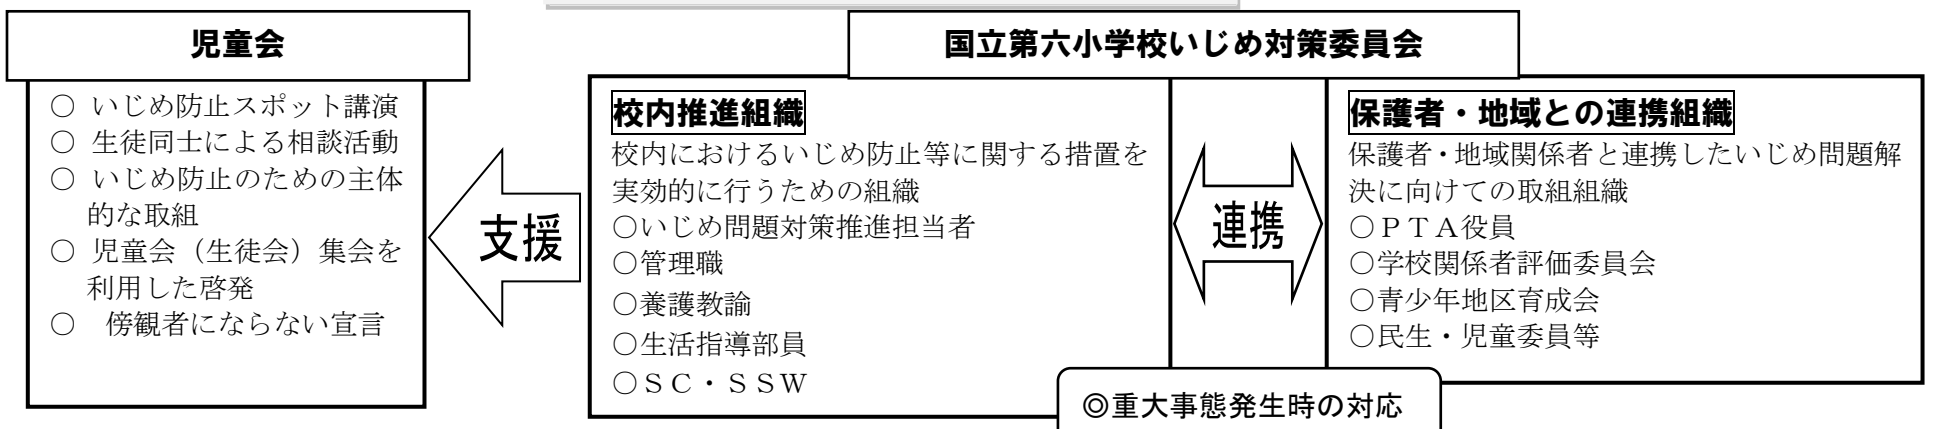 児童会
○ いじめ防止スポット講演
○ 生徒同士による相談活動
○ いじめ防止のための主体
的な取組
○ 児童会（生徒会）集会を
利用した啓発
○ 傍観者にならない宣言
支援
国立第六小学校いじめ対策委員会
校内推進組織
校内におけるいじめ防止等に関する措置を
実効的に行うための組織
○いじめ問題対策推進担当者
○管理職
○養護教諭
○生活指導部員
○ＳＣ・ＳＳＷ
連携
保護者・地域との連携組織
保護者・地域関係者と連携したいじめ問題解
決に向けての取組組織
○ＰＴＡ役員
○学校関係者評価委員会
○青少年地区育成会
○民生・児童委員等
◎重大事態発生時の対応